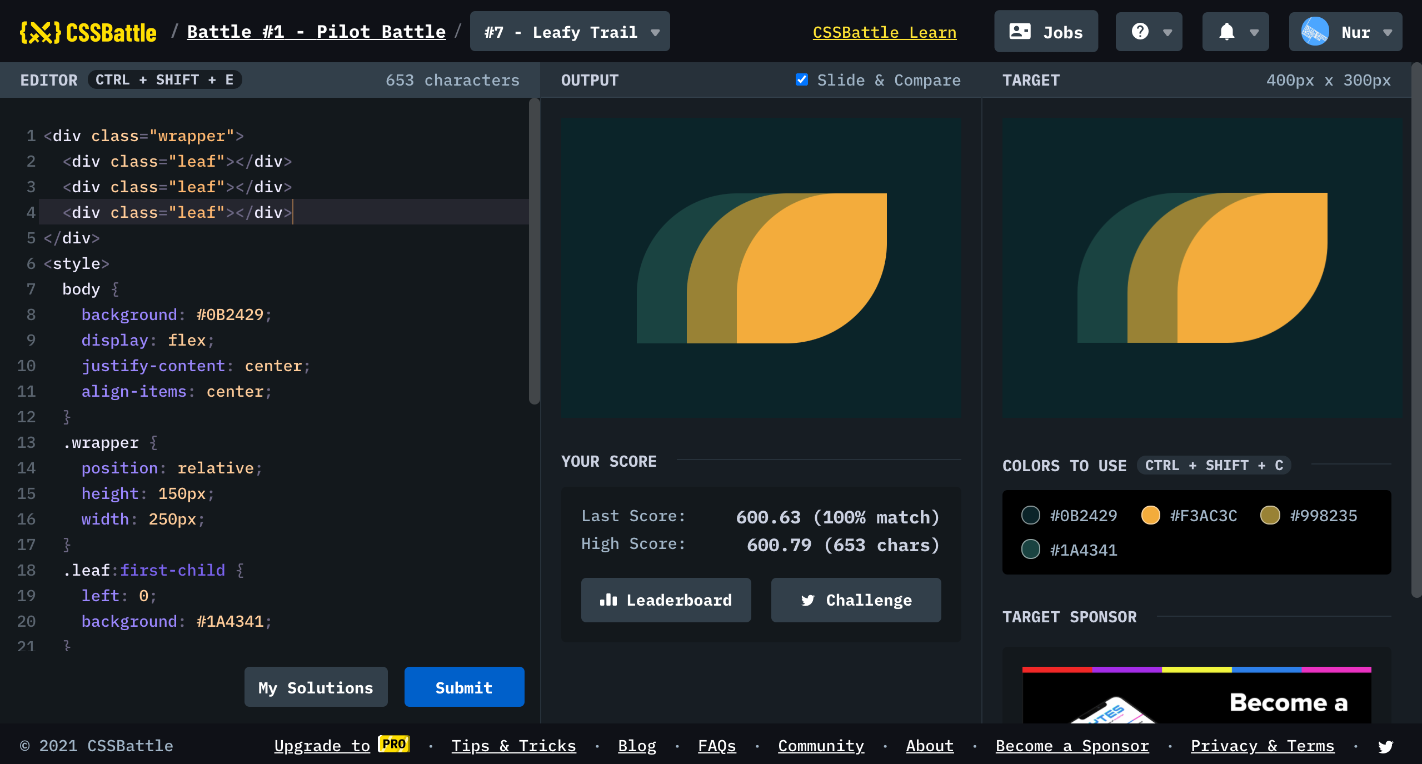 {X} CSSBattle / Battle #1 - Pilot Battle / #7 - Leafy Trail CSSBattle Learn Jobs Nur
EDITOR CTRL + SHIFT + E 653 characters
OUTPUT Slide & Compare
TARGET 400px x 300px
1 <div class="wrapper">
2 <div class="leaf"></div>
3 <div class="leaf"></div>
4 <div class="leaf"></div>
5 </div>
6 <style>
7 body {
8 background: #0B2429;
9 display: flex;
10 justify-content: center;
11 align-items: center;
12 }
13 .wrapper {
14 position: relative;
15 height: 150px;
16 width: 250px;
17 }
18 .leaf:first-child {
19 left: 0;
20 background: #1A4341;
21 }
My Solutions Submit
YOUR SCORE
Last Score: 600.63 (100% match)
High Score: 600.79 (653 chars)
Leaderboard Challenge
COLORS TO USE CTRL + SHIFT + C
#0B2429 #F3AC3C #998235
#1A4341
TARGET SPONSOR
Become a
© 2021 CSSBattle Upgrade to PRO · Tips & Tricks · Blog · FAQs · Community · About · Become a Sponsor · Privacy & Terms ·